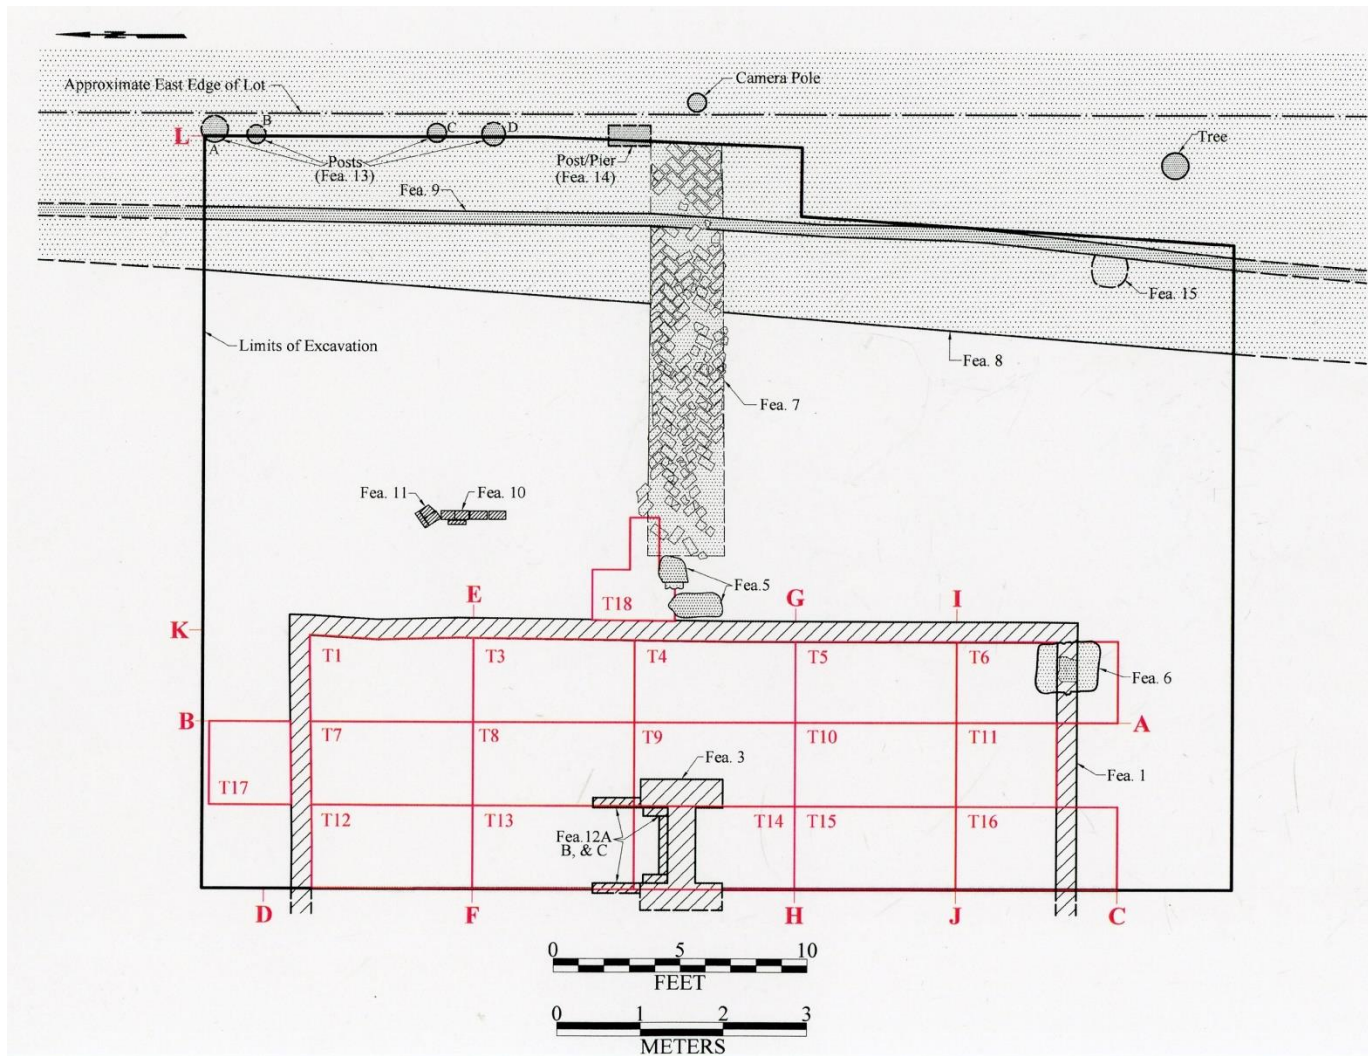 N
Approximate East Edge of Lot
Camera Pole
L
A
B
C
D
Posts
(Fea. 13)
Post/Pier
(Fea. 14)
Tree
Fea. 9
Fea. 15
Limits of Excavation
Fea. 8
Fea. 7
Fea. 11
Fea. 10
Fea.5
E
G
I
T18
K
T1
T3
T4
T5
T6
Fea. 6
B
A
T7
T8
T9
T10
T11
Fea. 3
Fea. 1
T17
T12
T13
T14
T15
T16
Fea.12A
B, & C
D
F
H
J
C
0 5 10
FEET
0 1 2 3
METERS